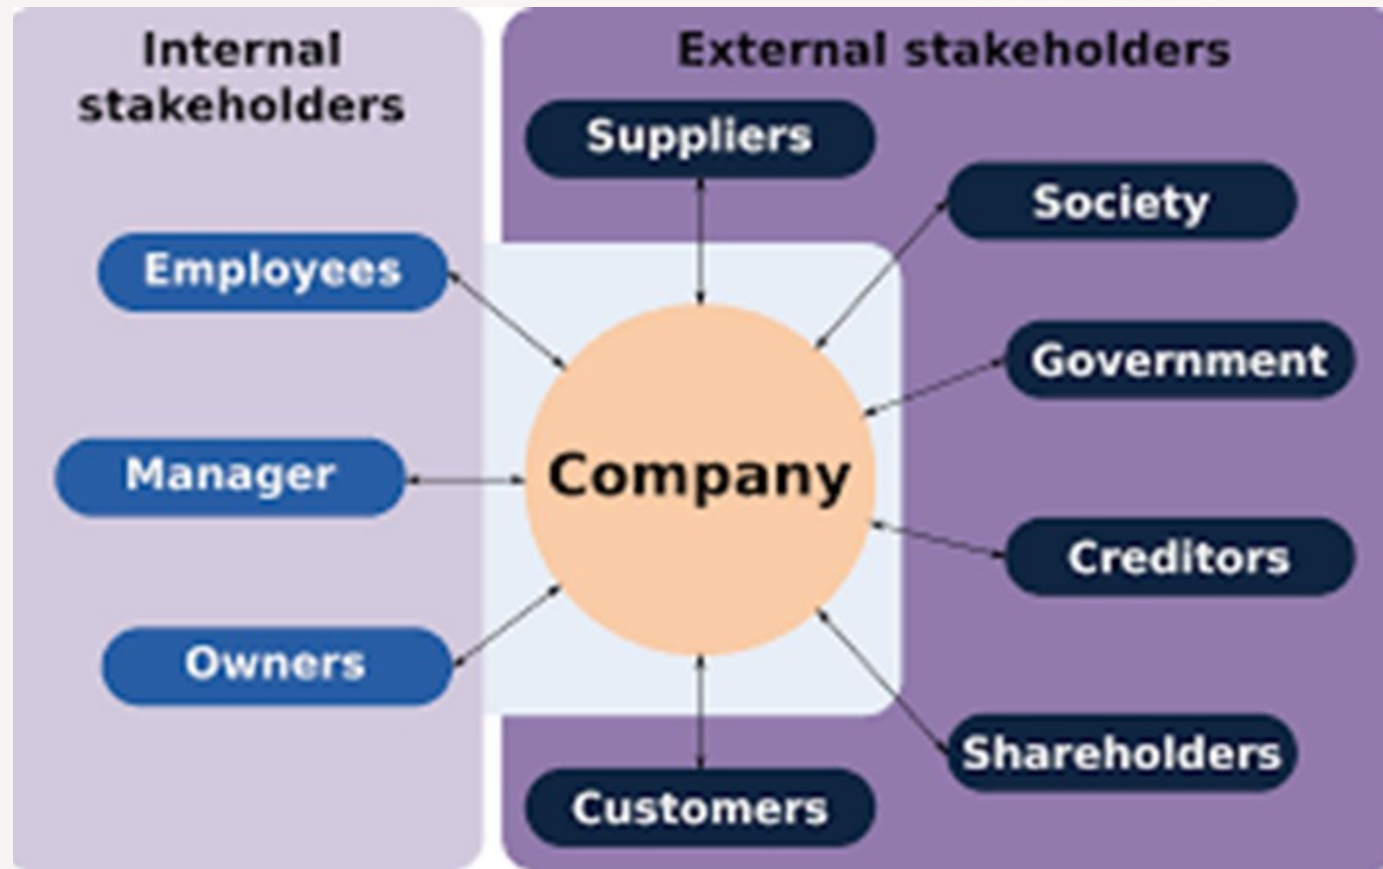 Internal
stakeholders
External stakeholders
Suppliers
Society
Employees
Government
Manager
Company
Creditors
Owners
Shareholders
Customers